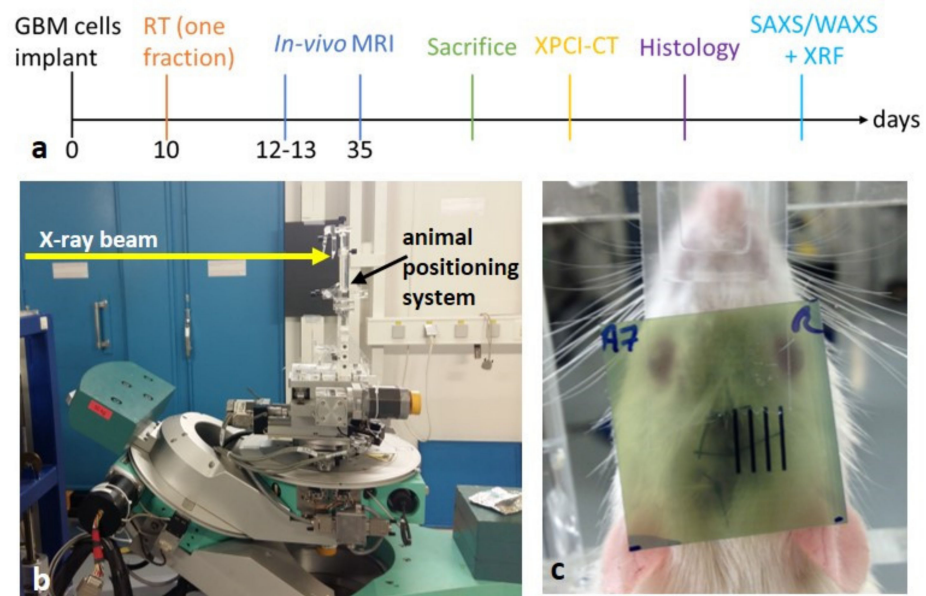 GBM cells
implant
RT (one
fraction)
In-vivo MRI
Sacrifice
XPCI-CT
Histology
SAXS/WAXS
+ XRF
days
a
0
10
12-13
35
X-ray beam
animal
positioning
system
b
A7
R
c